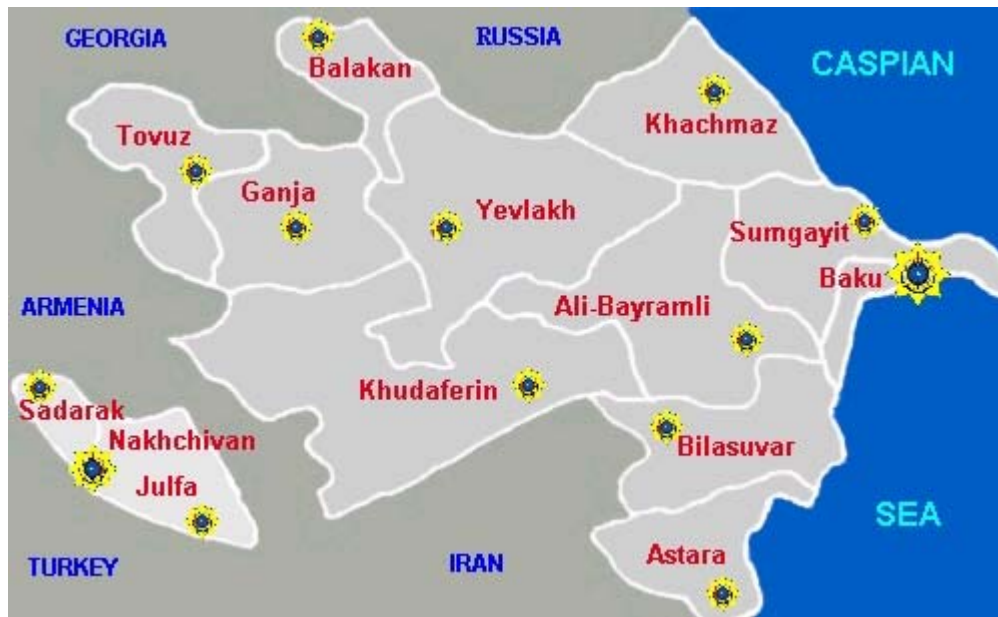 GEORGIA
RUSSIA
Balakan
CASPIAN
Khachmaz
Tovuz
Ganja
Yevlakh
Sumgayit
Baku
ARMENIA
Ali-Bayramli
Khudaferin
Sadarak
Nakhchivan
Bilasuvar
Julfa
SEA
Astara
TURKEY
IRAN